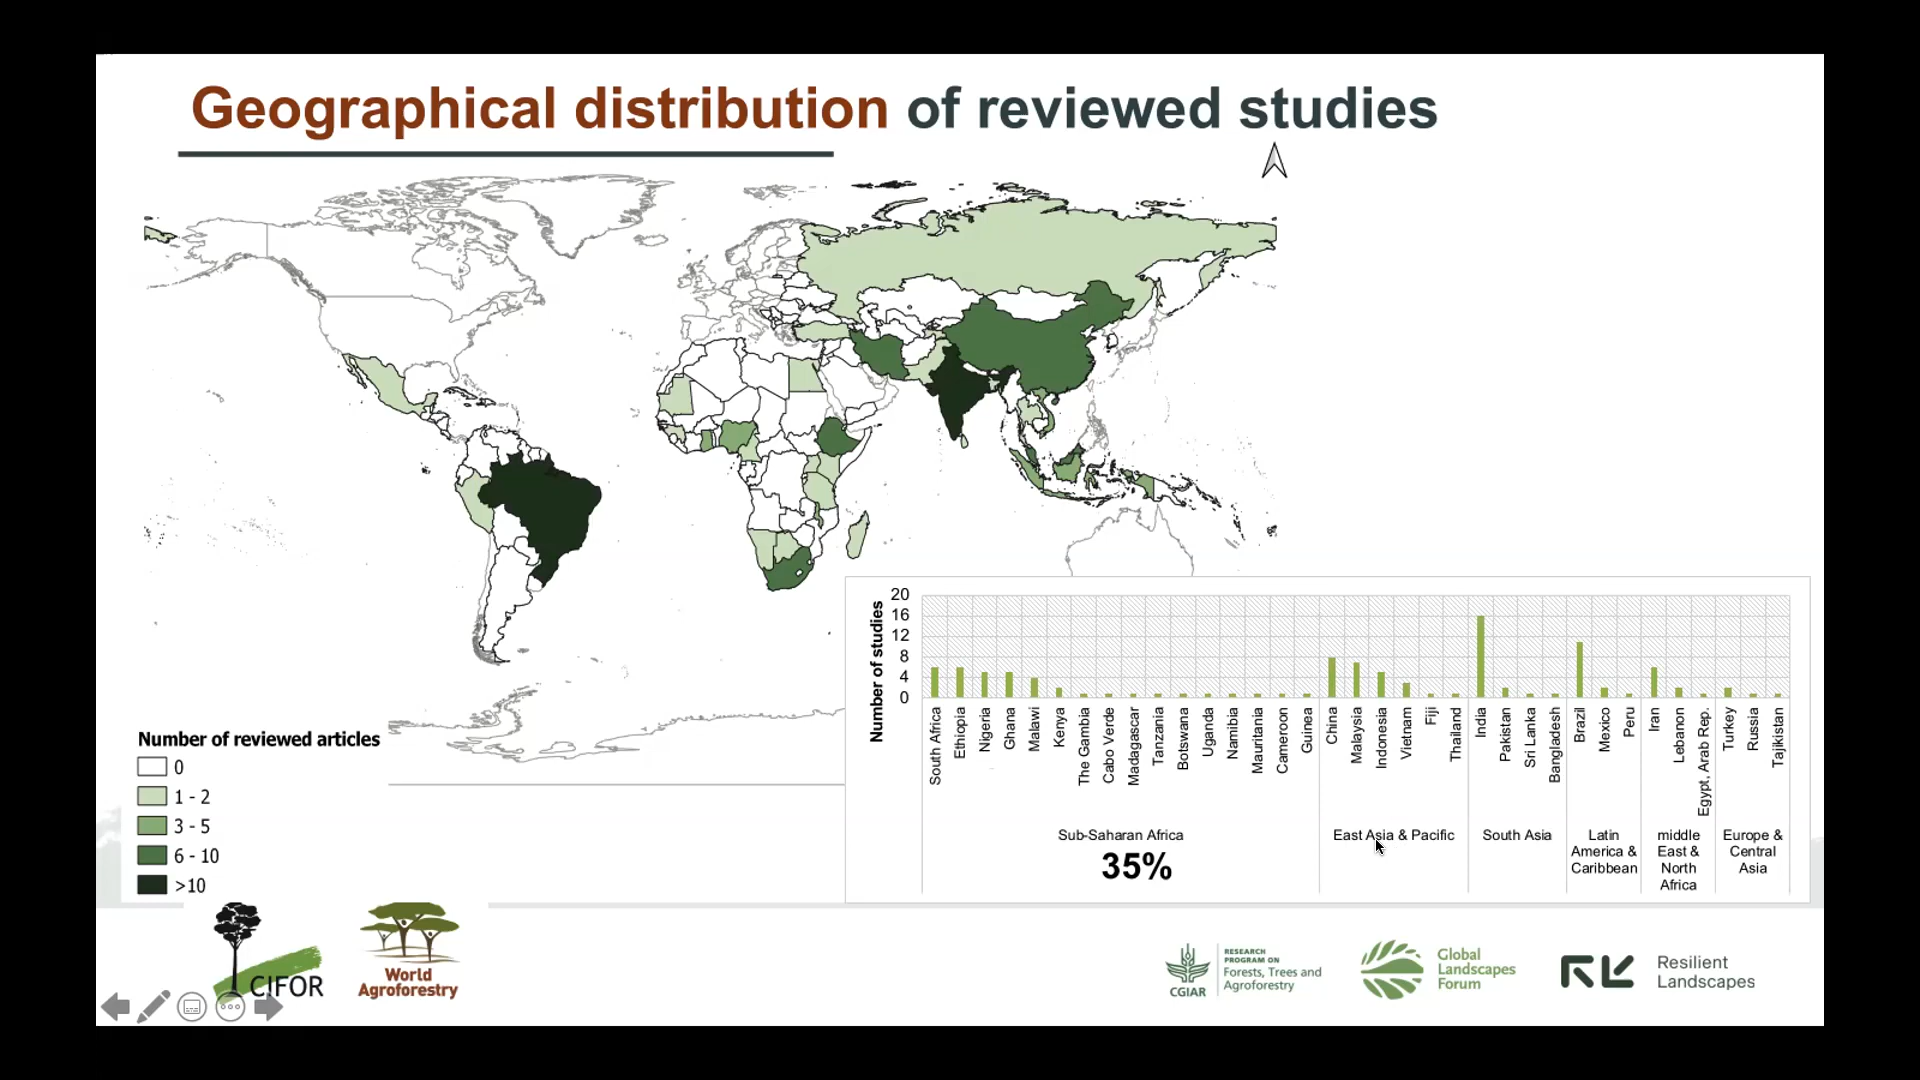 Geographical distribution of reviewed studies
Number of reviewed articles
0
1 - 2
3 - 5
6 - 10
>10
Number of studies
20
16
12
8
4
0
South Africa
Ethiopia
Nigeria
Ghana
Malawi
Kenya
The Gambia
Cabo Verde
Madagascar
Tanzania
Botswana
Uganda
Namibia
Mauritania
Cameroon
Guinea
China
Malaysia
Indonesia
Vietnam
Fiji
Thailand
India
Pakistan
Sri Lanka
Bangladesh
Brazil
Mexico
Peru
Iran
Lebanon
Egypt, Arab Rep.
Turkey
Russia
Tajikistan
Sub-Saharan Africa
35%
East Asia & Pacific
South Asia
Latin
America &
Caribbean
middle
East &
North
Africa
Europe &
Central
Asia
CIFOR
World
Agroforestry
CGIAR
RESEARCH
PROGRAM ON
Forests, Trees and
Agroforestry
Global
Landscapes
Forum
Resilient
Landscapes